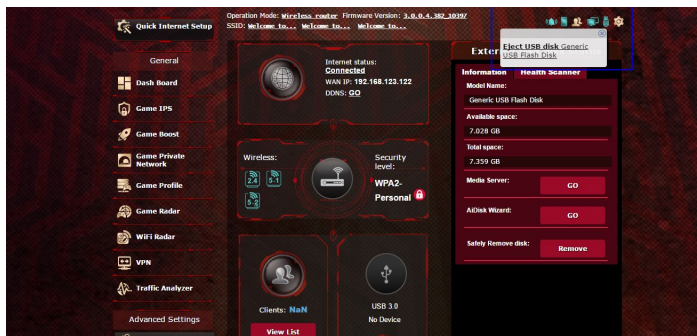 Operation Mode: Wireless router Firmware Version: 3.0.0.4.382_10397
SSID: Welcome to... Welcome to... Welcome to...
Quick Internet Setup
General
Dash Board
Game IPS
Game Boost
Game Private
Network
Game Profile
Game Radar
WiFi Radar
VPN
Traffic Analyzer
Advanced Settings
Internet status:
Connected
WAN IP: 192.168.123.122
DDNS: GO
Wireless:
2.4
5-1
5-2
Security
level:
WPA2-
Personal
Clients: NaN
View List
USB 3.0
No Device
Eject USB disk Generic
USB Flash Disk
Information
Health Scanner
Model Name:
Generic USB Flash Disk
Available space:
7.028 GB
Total space:
7.359 GB
Media Server:
GO
AiDisk Wizard:
GO
Safely Remove disk:
Remove